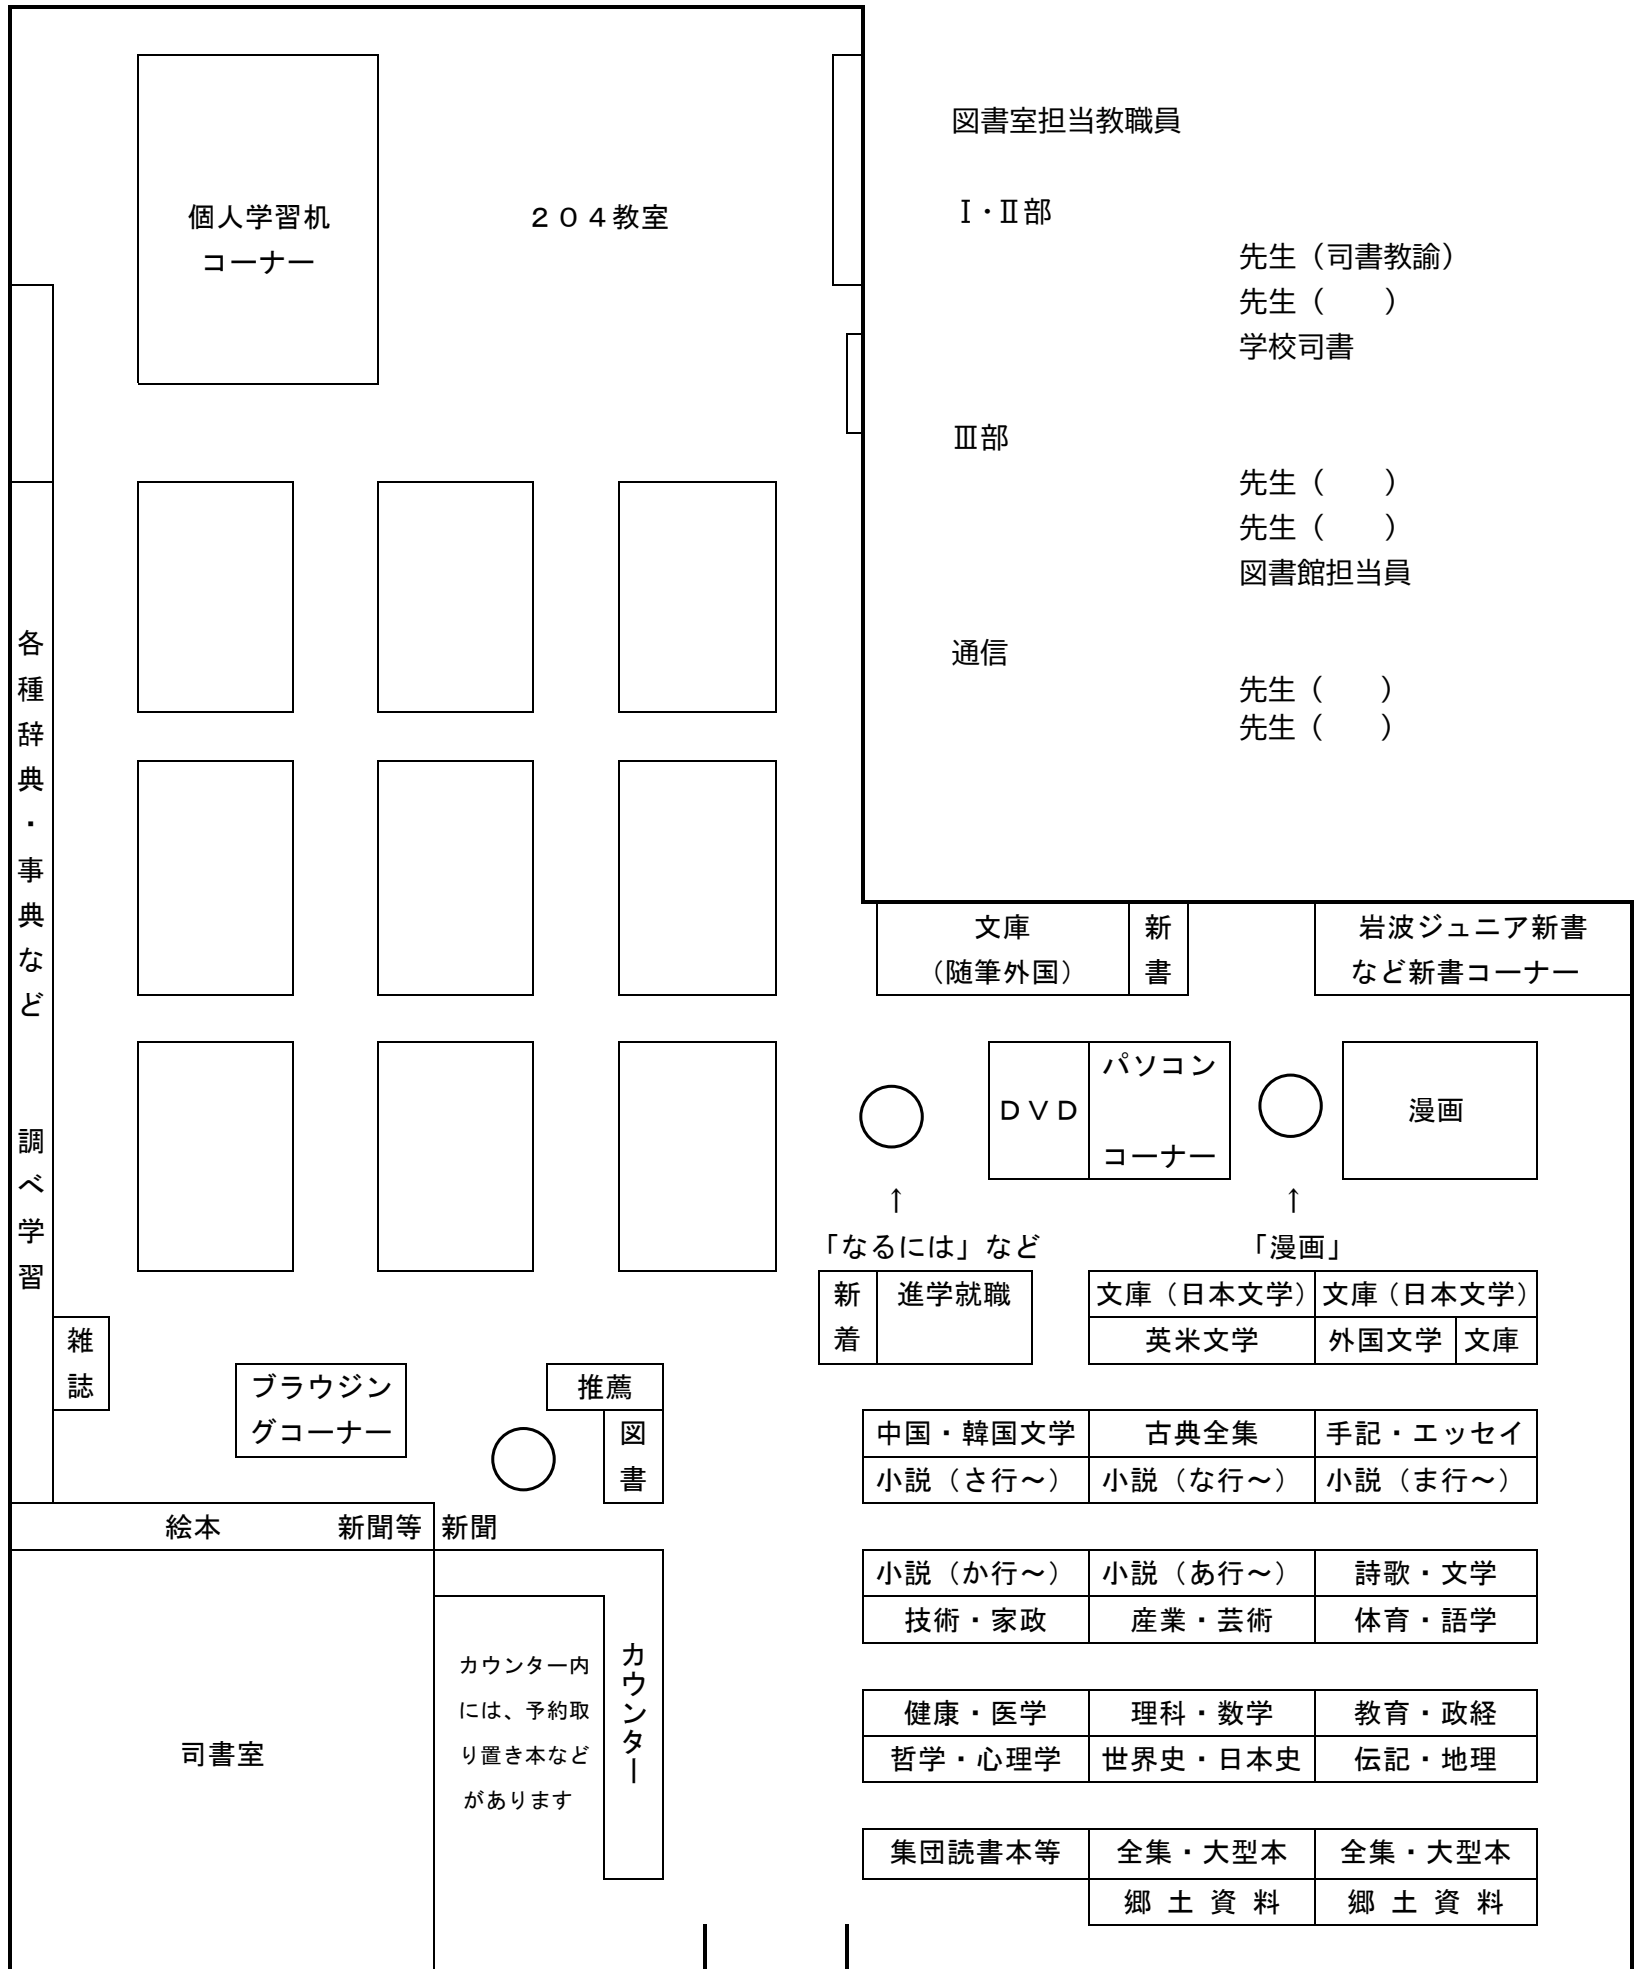 個人学習机
コーナー
２０４教室
図書室担当教職員
Ⅰ・Ⅱ部
先生（司書教諭）
先生（　　）
学校司書
Ⅲ部
先生（　　）
先生（　　）
図書館担当員
通信
先生（　　）
先生（　　）
各種辞典・事典など　調べ学習
文庫
（随筆外国）
新書
岩波ジュニア新書
など新書コーナー
ＤＶＤ
パソコン
コーナー
漫画
↑
↑
「なるには」など
「漫画」
新着
進学就職
文庫（日本文学）
文庫（日本文学）
英米文学
外国文学
文庫
雑誌
ブラウジン
グコーナー
推薦
図書
中国・韓国文学
古典全集
手記・エッセイ
小説（さ行～）
小説（な行～）
小説（ま行～）
絵本
新聞等
新聞
小説（か行～）
小説（あ行～）
詩歌・文学
技術・家政
産業・芸術
体育・語学
司書室
カウンター内
には、予約取
り置き本など
があります
カウンター
健康・医学
理科・数学
教育・政経
哲学・心理学
世界史・日本史
伝記・地理
集団読書本等
全集・大型本
全集・大型本
郷土資料
郷土資料